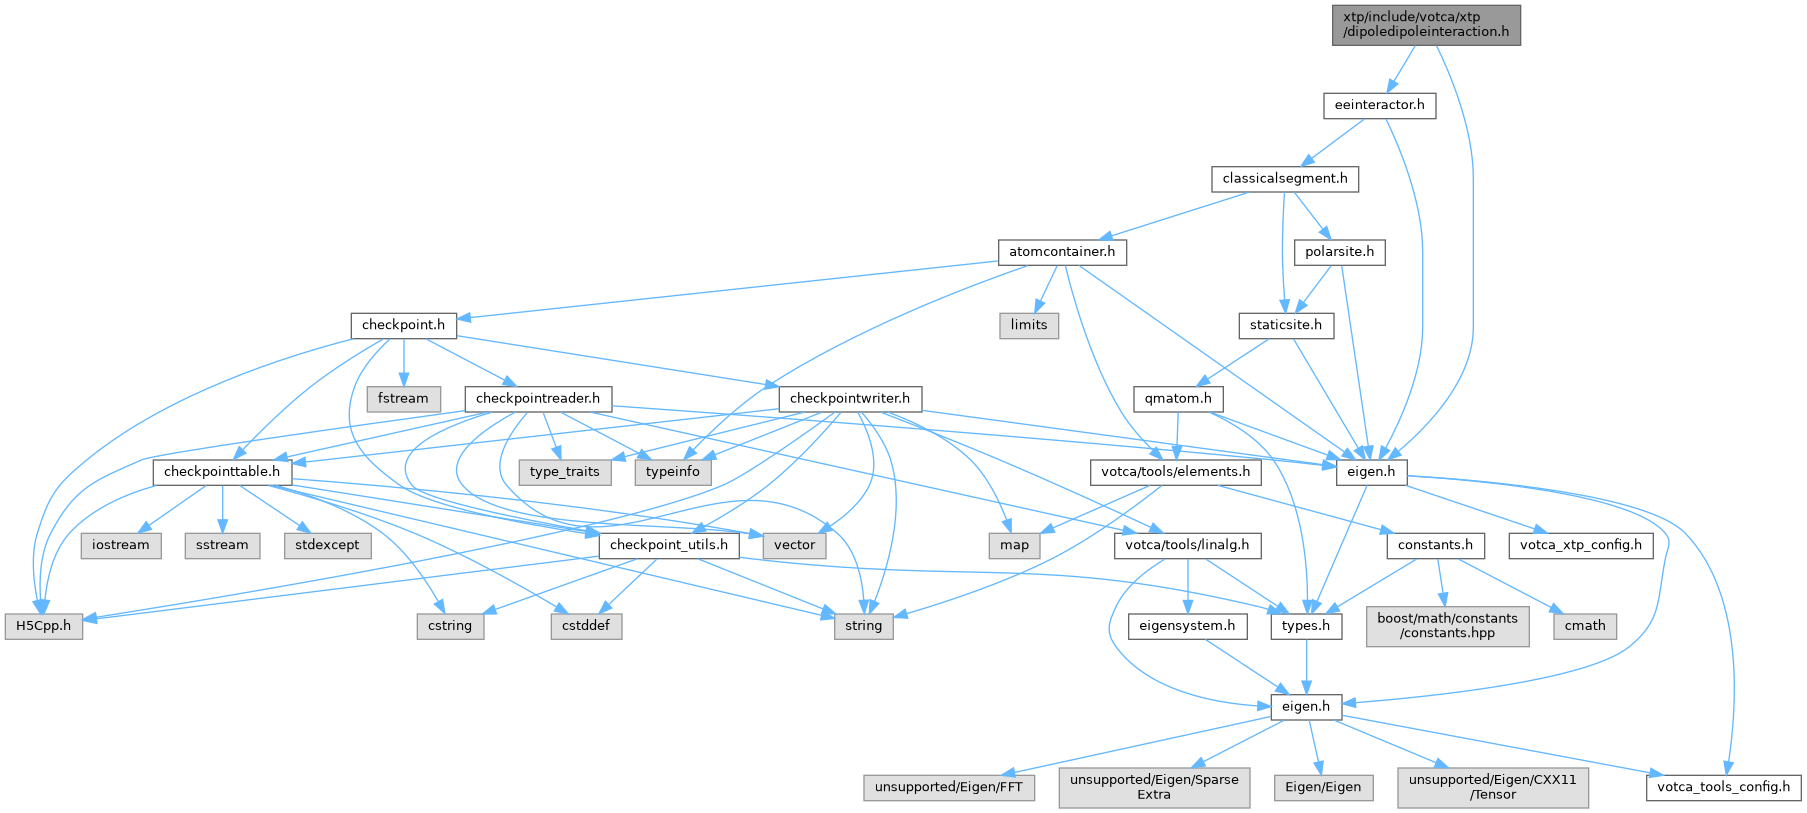 xtp/include/votca/xtp
/dipoledipoleinteraction.h
eeinteractor.h
classicalsegment.h
atomcontainer.h
polarsite.h
checkpoint.h
limits
staticsite.h
fstream
checkpointreader.h
checkpointwriter.h
qmatom.h
checkpointtable.h
type_traits
typeinfo
votca/tools/elements.h
eigen.h
iostream
sstream
stdexcept
checkpoint_utils.h
vector
map
votca/tools/linalg.h
constants.h
votca_xtp_config.h
H5Cpp.h
cstring
cstddef
string
eigensystem.h
types.h
boost/math/constants
/constants.hpp
cmath
eigen.h
unsupported/Eigen/FFT
unsupported/Eigen/Sparse
Extra
Eigen/Eigen
unsupported/Eigen/CXX11
/Tensor
votca_tools_config.h